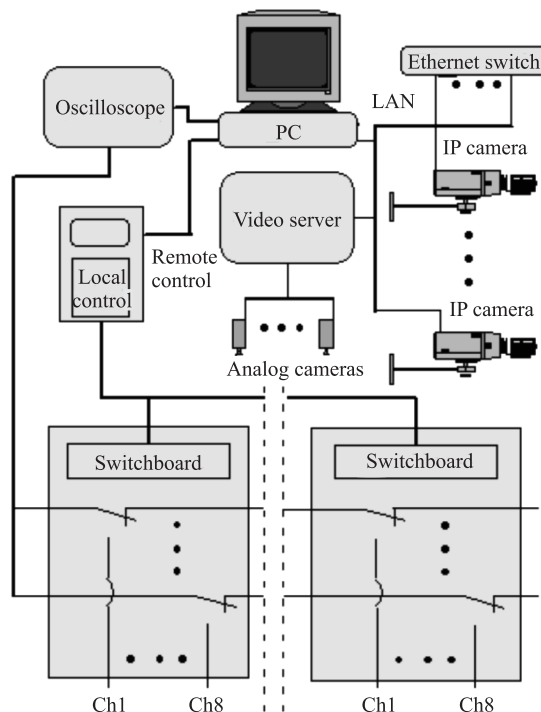 Ethernet switch
Oscilloscope
LAN
PC
IP camera
Video server
Remote
control
Local
control
IP camera
Analog cameras
Switchboard
Switchboard
Ch1
Ch8
Ch1
Ch8